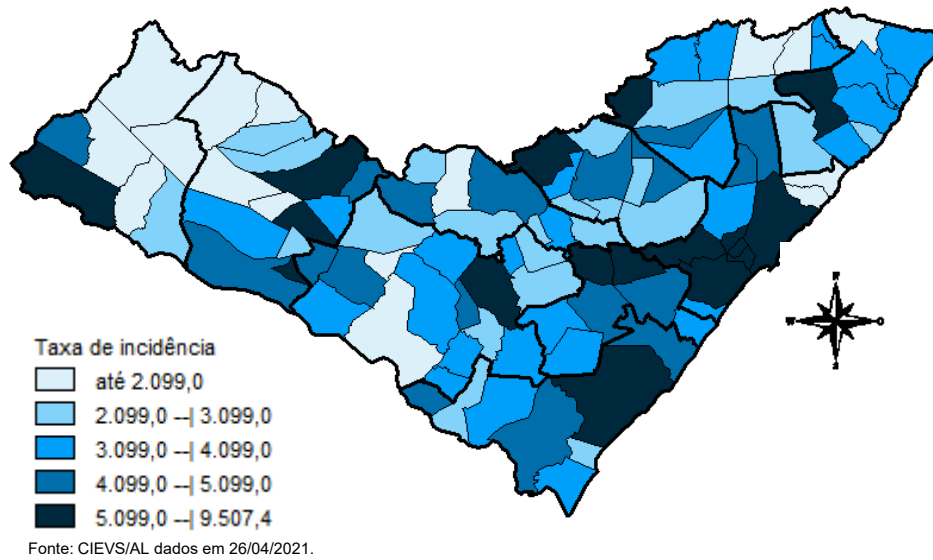 N
W
O
S
Taxa de incidência
até 2.099,0
2.099,0 --| 3.099,0
3.099,0 --| 4.099,0
4.099,0 --| 5.099,0
5.099,0 --| 9.507,4
Fonte: CIEVS/AL dados em 26/04/2021.